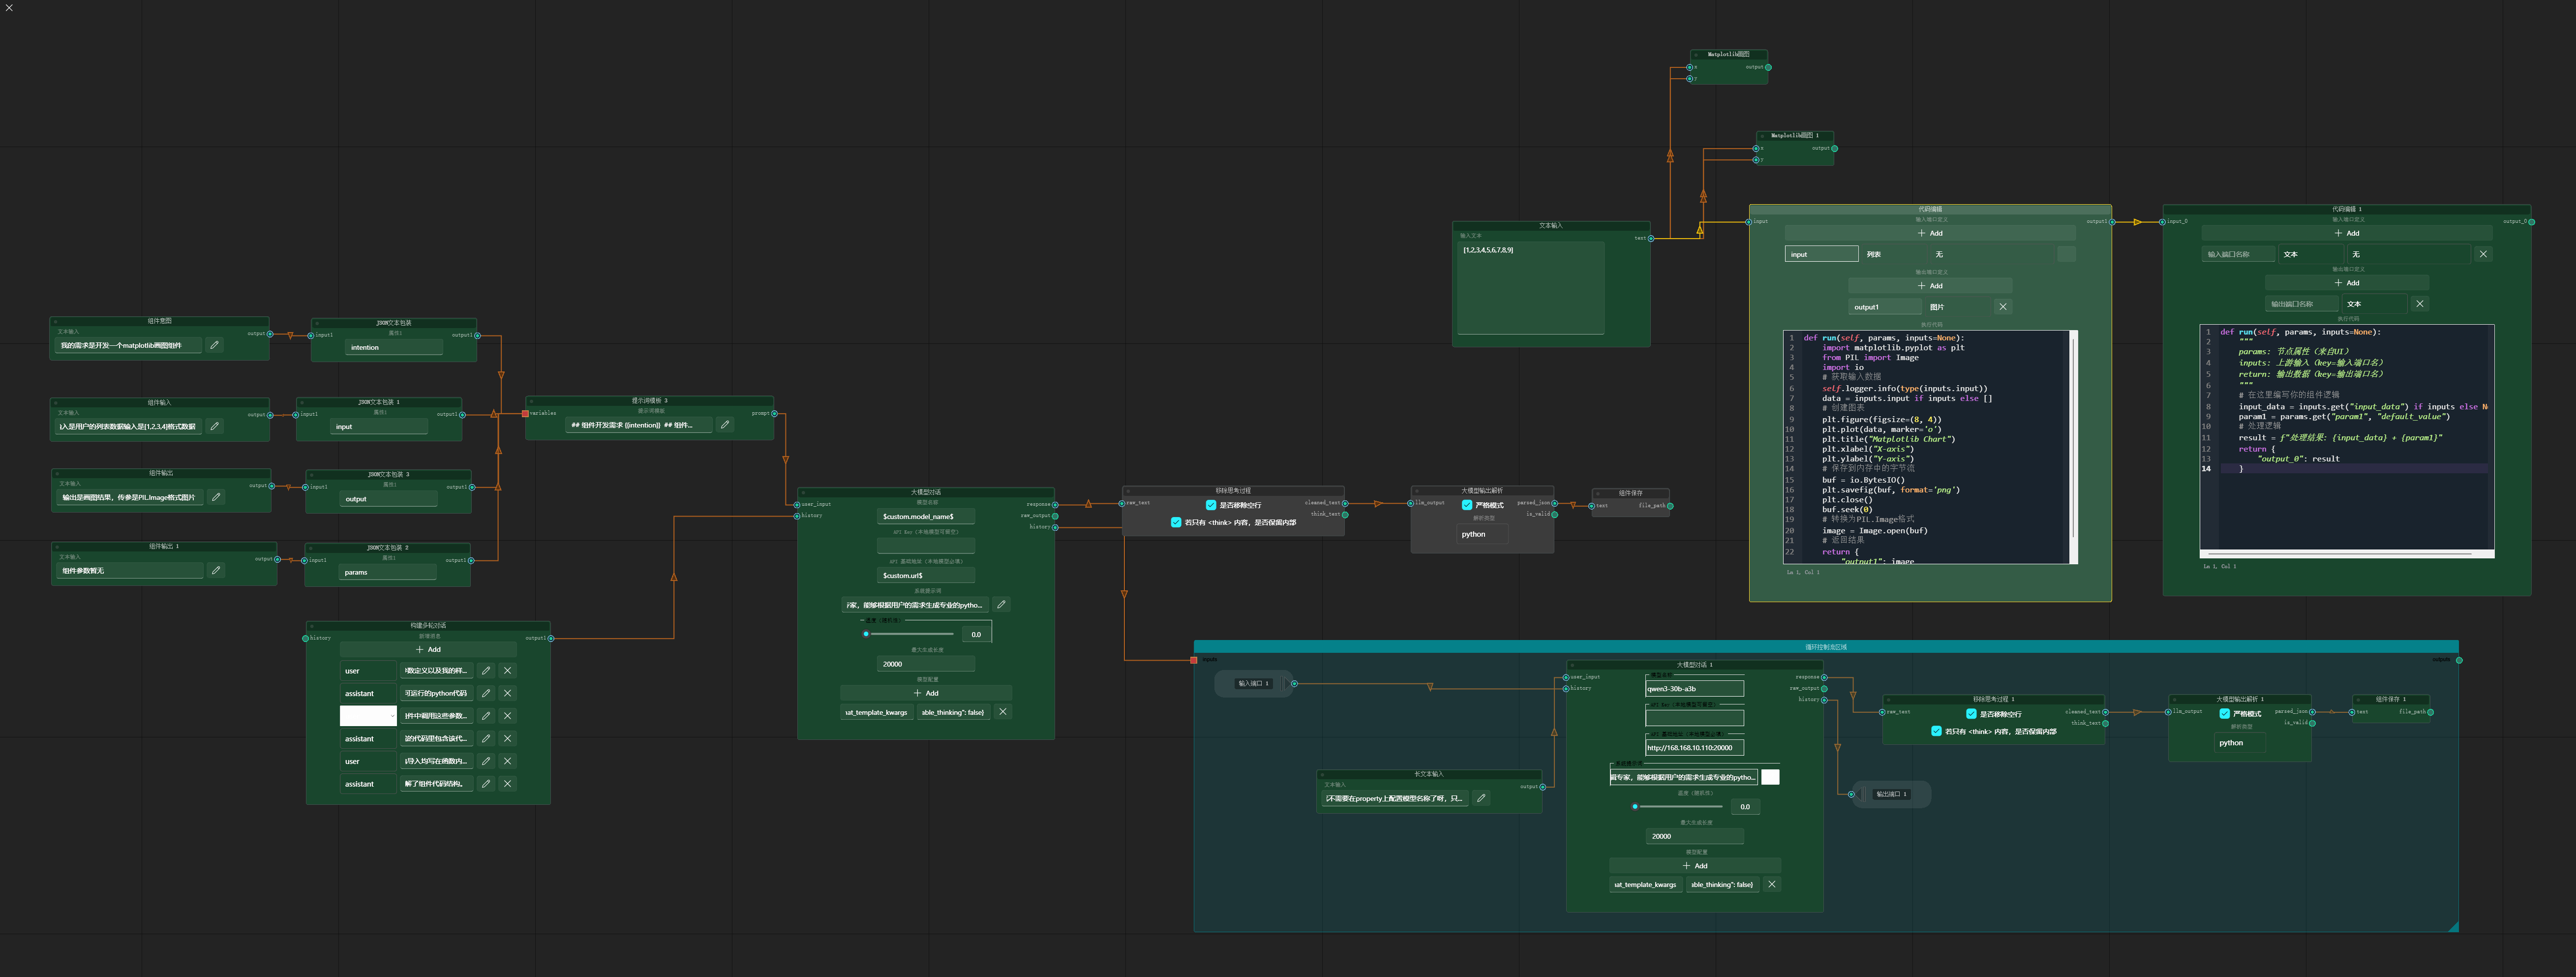 Matplotlib画图
x
output
y
Matplotlib画图 1
x
output
y
文本输入
输入文本
text
[1,2,3,4,5,6,7,8,9]
代码编辑
输入端口定义
input
output1
Add
input
列表
无
输出端口定义
Add
output1
图片
执行代码
1 def run(self, params, inputs=None):
2 import matplotlib.pyplot as plt
3 from PIL import Image
4 import io
5 # 获取输入数据
6 self.logger.info(type(inputs.input))
7 data = inputs.input if inputs else []
8 # 创建图表
9 plt.figure(figsize=(8, 4))
10 plt.plot(data, marker='o')
11 plt.title("Matplotlib Chart")
12 plt.xlabel("X-axis")
13 plt.ylabel("Y-axis")
14 # 保存到内存中的字节流
15 buf = io.BytesIO()
16 plt.savefig(buf, format='png')
17 plt.close()
18 buf.seek(0)
19 # 转换为PIL.Image格式
20 image = Image.open(buf)
21 # 返回结果
22 return {
"output1": image
Ln 1, Col 1
代码编辑 1
输入端口定义
input_0
output_0
Add
输入端口名称
文本
无
输出端口定义
Add
输出端口名称
文本
执行代码
1 def run(self, params, inputs=None):
2 """
3 params: 节点属性（来自UI）
4 inputs: 上游输入（key=输入端口名）
5 return: 输出数据（key=输出端口名）
6 """
7 # 在这里编写你的组件逻辑
8 input_data = inputs.get("input_data") if inputs else N
9 param1 = params.get("param1", "default_value")
10 # 处理逻辑
11 result = f"处理结果: {input_data} + {param1}"
12 return {
13 "output_0": result
14 }
Ln 1, Col 1
组件意图
文本输入
output
我的需求是开发一个matplotlib画图组件
JSON文本包装
属性1
input1
output1
intention
组件输入
文本输入
output
入是用户的列表数据输入是[1,2,3,4]格式数据
JSON文本包装 1
属性1
input1
output1
input
组件输出
文本输入
output
输出是画图结果，传参是PIL.Image格式图片
JSON文本包装 3
属性1
input1
output1
output
组件输出 1
文本输入
output
组件参数暂无
JSON文本包装 2
属性1
input1
output1
params
提示词模板 3
提示词模板
variables
prompt
## 组件开发需求 {{intention}} ## 组件...
构建多轮对话
新增消息
history
output1
Add
user
数定义以及我的样...
assistant
可运行的python代码
件中调用这些参数...
assistant
的代码里包含该代...
user
导入均写在函数内...
assistant
解了组件代码结构。
大模型对话
模型名称
user_input
history
response
raw_output
history
$custom.model_name$
API Key（本地模型可留空）
API 基础地址（本地模型必填）
$custom.url$
系统提示词
家，能够根据用户的需求生成专业的pytho...
温度（随机性）
0.0
最大生成长度
20000
模型配置
Add
at_template_kwargs
ble_thinking": false}
移除思考过程
raw_text
cleaned_text
think_text
是否移除空行
若只有 <think> 内容，是否保留内部
大模型输出解析
llm_output
parsed_json
is_valid
严格模式
解析类型
python
组件保存
text
file_path
循环控制流区域
inputs
outputs
输入端口 1
长文本输入
文本输入
output
不需要在property上配置模型名称了呀，只...
大模型对话 1
模型名称
user_input
history
response
raw_output
history
qwen3-30b-a3b
API Key（本地模型可留空）
API 基础地址（本地模型必填）
http://168.168.10.110:20000
系统提示词
辑专家，能够根据用户的需求生成专业的pytho...
温度（随机性）
0.0
最大生成长度
20000
模型配置
Add
at_template_kwargs
ble_thinking": false}
移除思考过程 1
raw_text
cleaned_text
think_text
是否移除空行
若只有 <think> 内容，是否保留内部
输出端口 1
大模型输出解析 1
llm_output
parsed_json
is_valid
严格模式
解析类型
python
组件保存 1
text
file_path